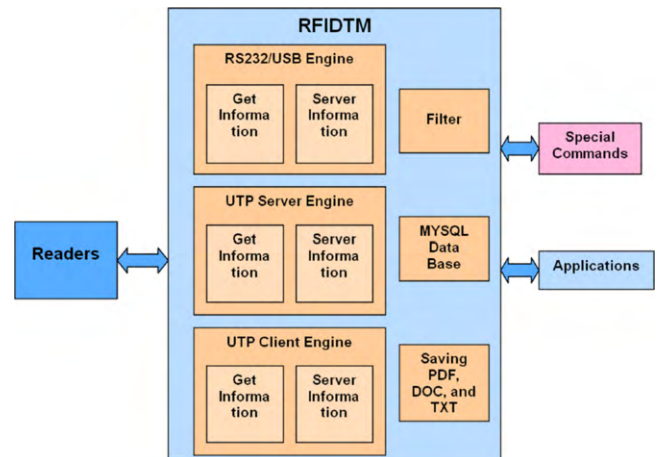 RFIDTM
RS232/USB Engine
Get
Informa
tion
Server
Informa
tion
Filter
Special
Commands
UTP Server Engine
Get
Informa
tion
Server
Informa
tion
MYSQL
Data
Base
Readers
Applications
UTP Client Engine
Get
Informa
tion
Server
Informa
tion
Saving
PDF,
DOC, and
TXT